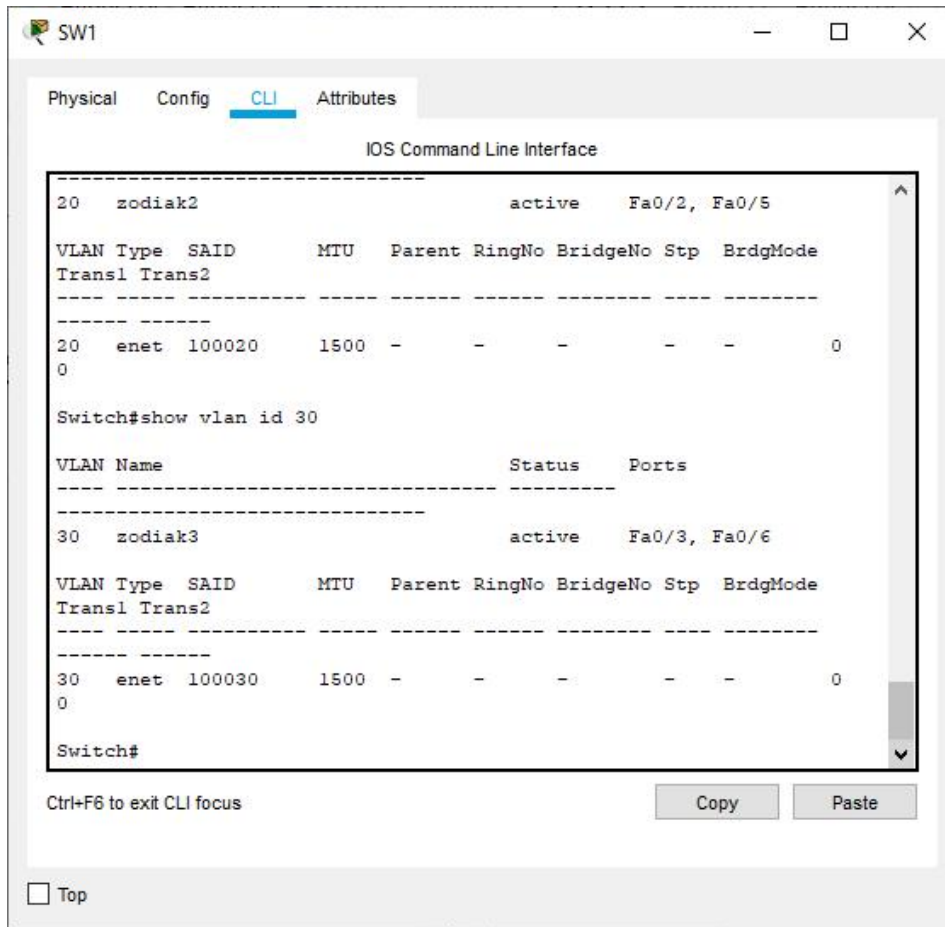 SW1
Physical Config CLI Attributes
IOS Command Line Interface
--------------------------------
20   zodiak2                          active    Fa0/2, Fa0/5
VLAN Type  SAID       MTU   Parent RingNo BridgeNo Stp  BrdgMode
Trans1 Trans2
---- ----- ---------- ----- ------ ------ -------- ---- --------
------ ------
20   enet  100020     1500  -      -      -        -    -        0
0
Switch#show vlan id 30
VLAN Name                             Status    Ports
---- -------------------------------- ---------
-------------------------------
30   zodiak3                          active    Fa0/3, Fa0/6
VLAN Type  SAID       MTU   Parent RingNo BridgeNo Stp  BrdgMode
Trans1 Trans2
---- ----- ---------- ----- ------ ------ -------- ---- --------
------ ------
30   enet  100030     1500  -      -      -        -    -        0
0
Switch#
Ctrl+F6 to exit CLI focus Copy Paste
Top